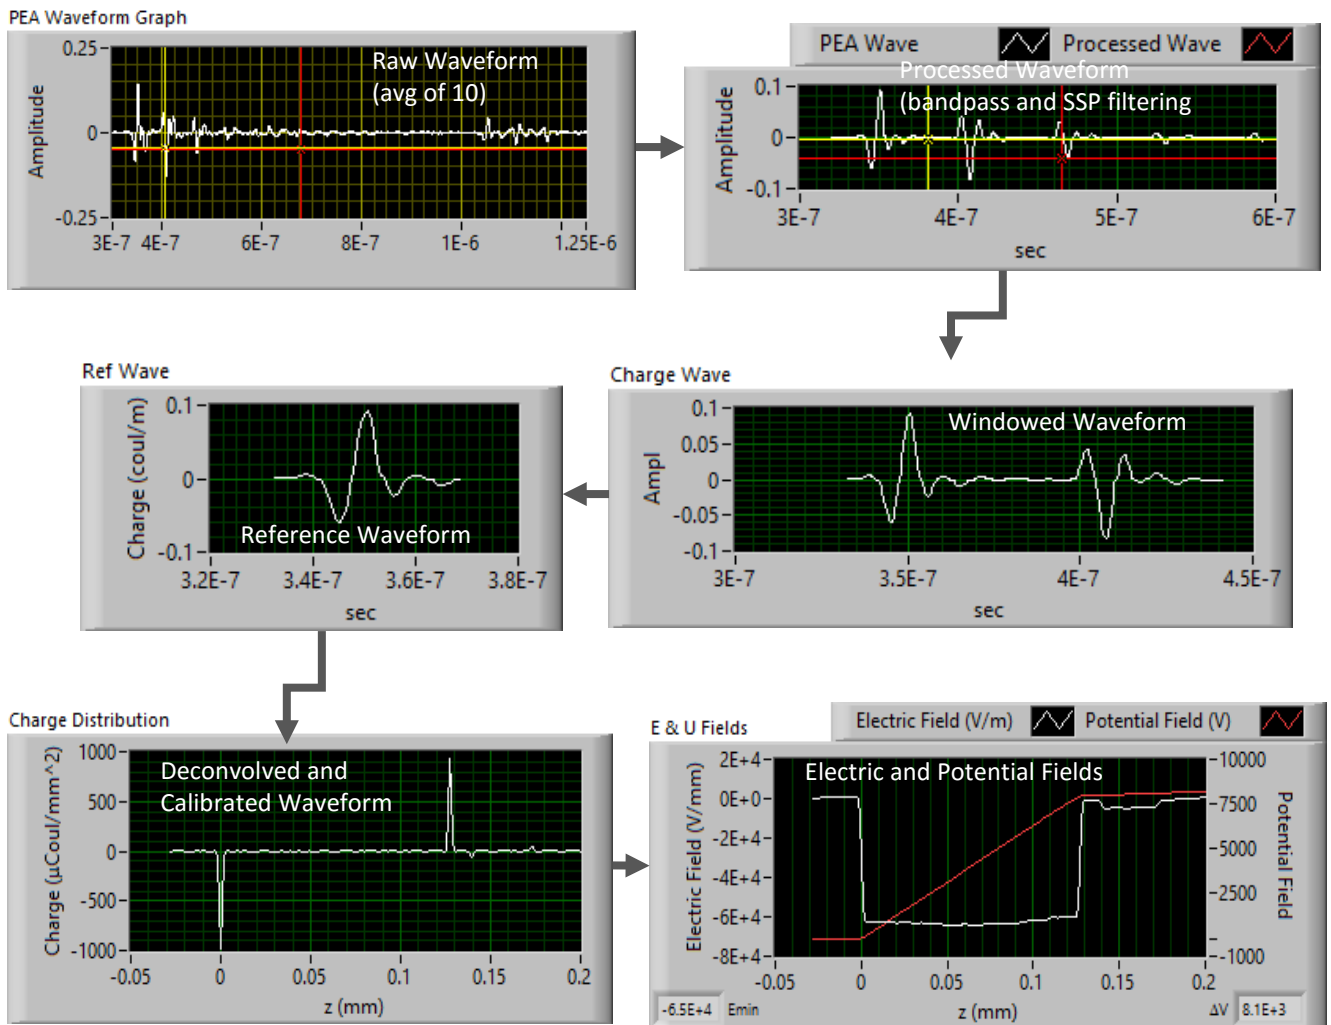 PEA Waveform Graph
Raw Waveform
(avg of 10)
Amplitude
0.25
0
-0.25
3E-7 4E-7 6E-7 8E-7 1E-6 1.25E-6
PEA Wave Processed Wave
Processed Waveform
(bandpass and SSP filtering
Amplitude
0.1
0
-0.1
3E-7 4E-7 5E-7 6E-7
sec
Ref Wave
Charge (coul/m)
0.1
0
-0.1
Reference Waveform
3.2E-7 3.4E-7 3.6E-7 3.8E-7
sec
Charge Wave
Windowed Waveform
Ampl
0.1
0.05
0
-0.05
-0.1
3E-7 3.5E-7 4E-7 4.5E-7
sec
Charge Distribution
Deconvolved and
Calibrated Waveform
Charge (µCoul/mm^2)
1000
500
0
-500
-1000
-0.05 0 0.05 0.1 0.15 0.2
z (mm)
E & U Fields
Electric Field (V/m) Potential Field (V)
Electric and Potential Fields
Electric Field (V/mm)
2E+4
0E+0
-2E+4
-4E+4
-6E+4
-8E+4
10000
7500
5000
2500
-1000
Potential Field
-0.05 0 0.05 0.1 0.15 0.2
z (mm)
-6.5E+4 Emin
ΔV 8.1E+3